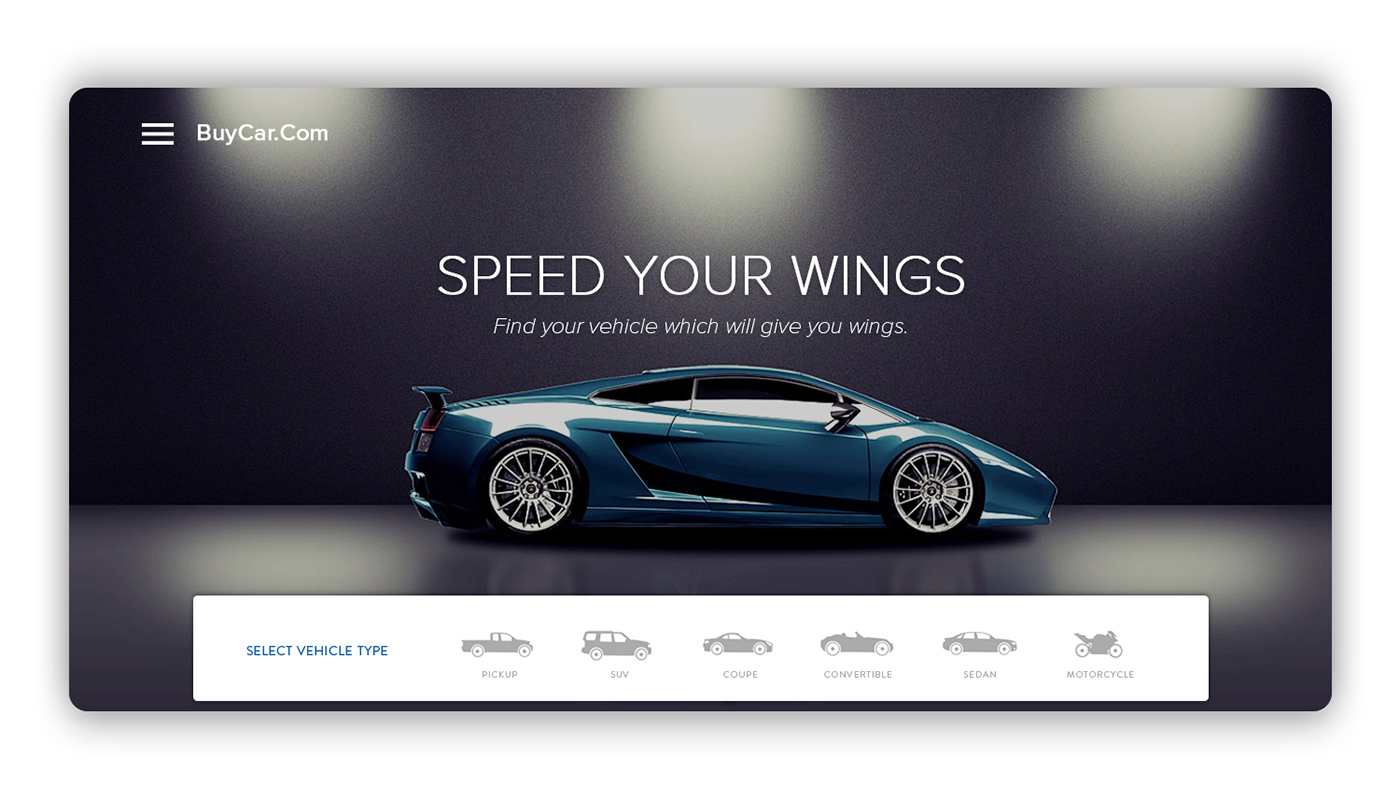 BuyCar.Com
SPEED YOUR WINGS
Find your vehicle which will give you wings.
SELECT VEHICLE TYPE
PICKUP
SUV
COUPE
CONVERTIBLE
SEDAN
MOTORCYCLE